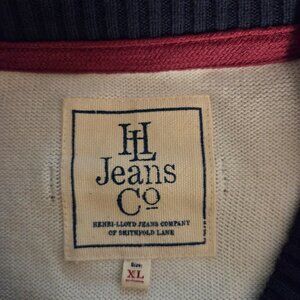 HL
Jeans
Co
HENRI-LLOYD JEANS COMPANY
OF SMITHFOLD LANE
Size:
XL